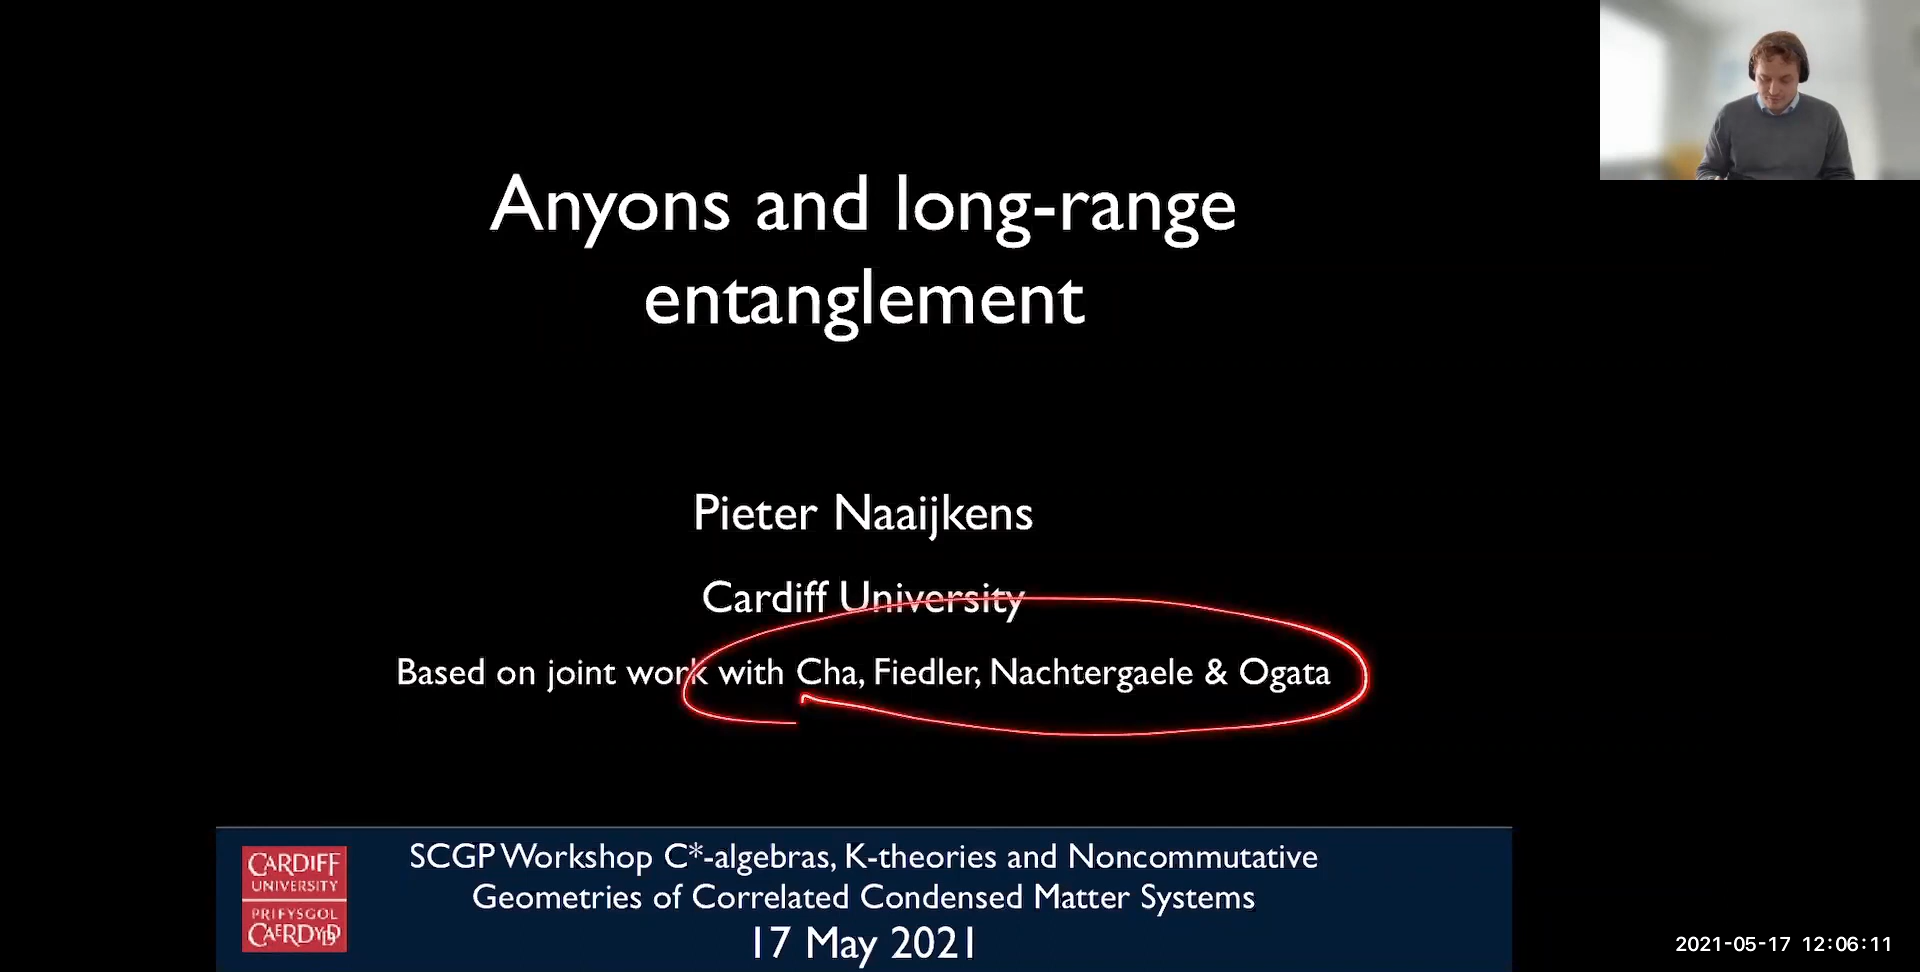 Anyons and long-range
entanglement
Pieter Naaijkens
Cardiff University
Based on joint work with Cha, Fiedler, Nachtergaele & Ogata
CARDIFF
UNIVERSITY
PRIFYSGOL
CAERDYDD
SCGP Workshop C*-algebras, K-theories and Noncommutative
Geometries of Correlated Condensed Matter Systems
17 May 2021
2021-05-17 12:06:11